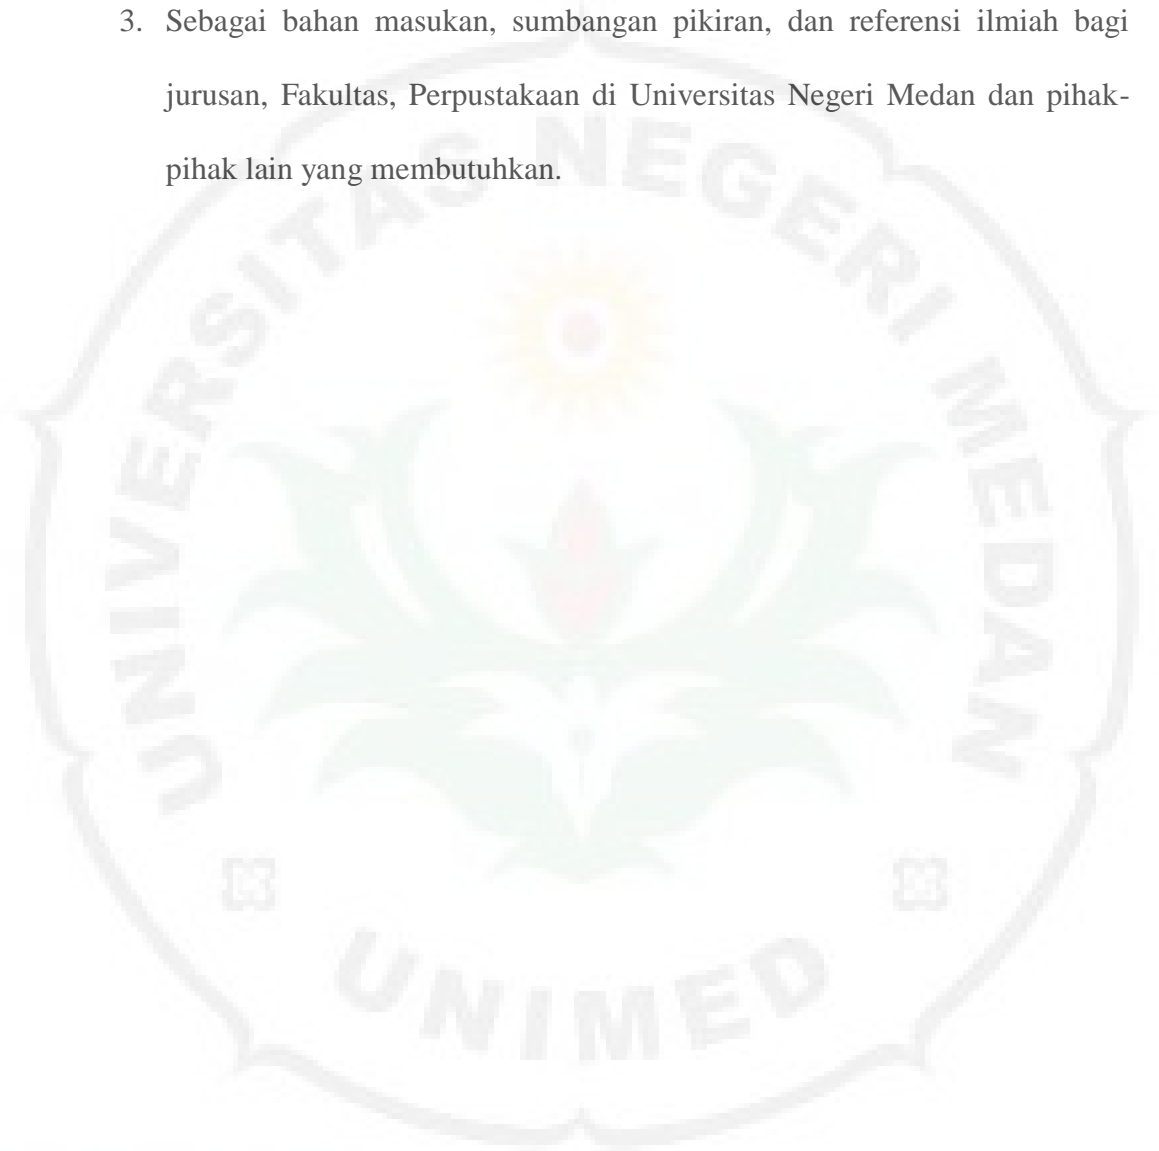 3. Sebagai bahan masukan, sumbangan pikiran, dan referensi ilmiah bagi
jurusan, Fakultas, Perpustakaan di Universitas Negeri Medan dan pihak-
pihak lain yang membutuhkan.
UNIVERSITAS NEGERI MEDAN
UNIMED